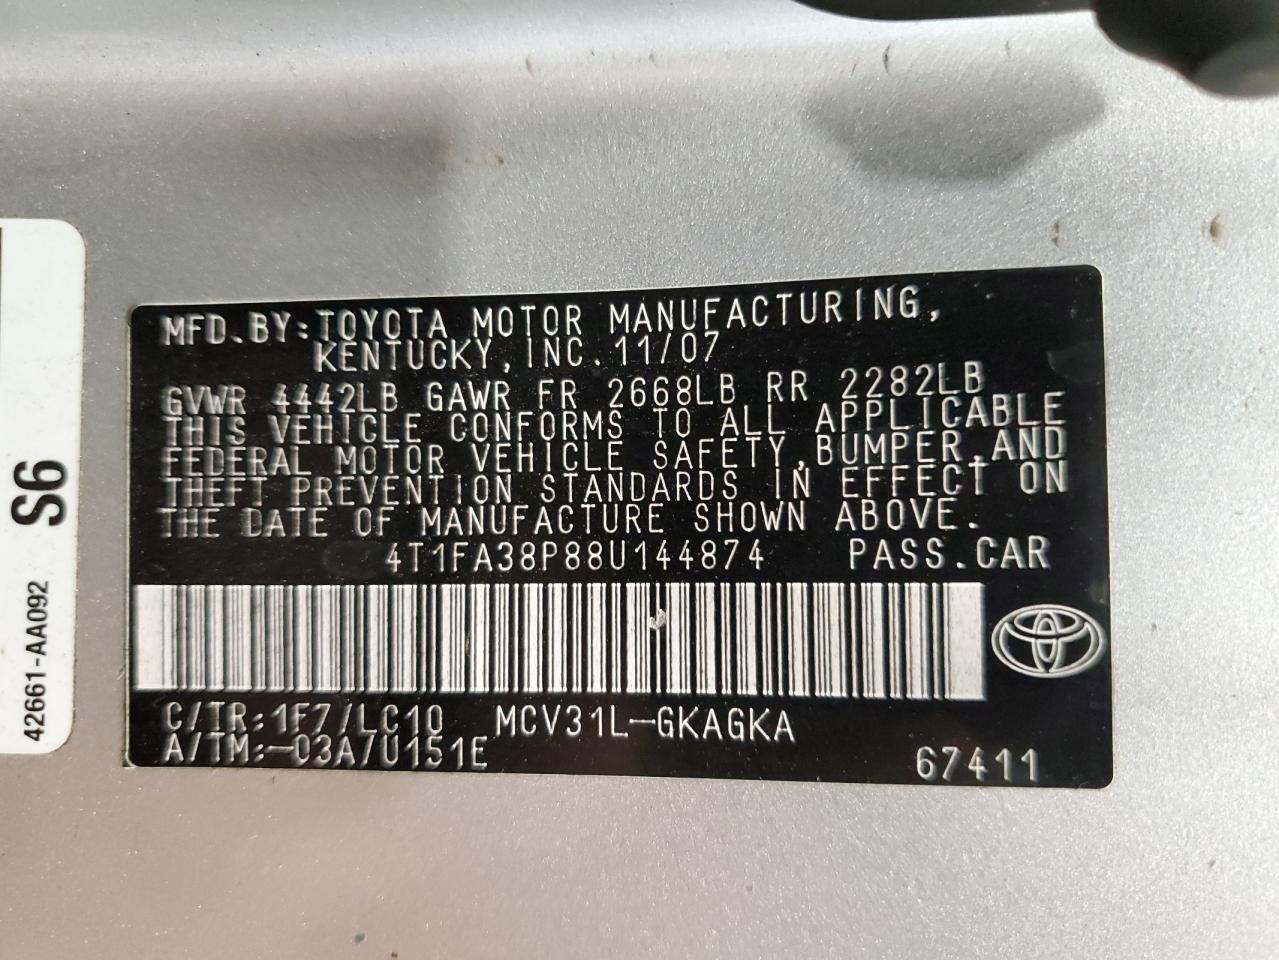 MFD.BY:TOYOTA MOTOR MANUFACTURING,
KENTUCKY,INC.11/07
GVWR 4442LB GAWR FR 2668LB RR 2282LB
THIS VEHICLE CONFORMS TO ALL APPLICABLE
FEDERAL MOTOR VEHICLE SAFETY,BUMPER,AND
THEFT PREVENTION STANDARDS IN EFFECT ON
THE DATE OF MANUFACTURE SHOWN ABOVE.
4T1FA38P88U144874 PASS.CAR
C/TR:1F7/LC10 MCV31L-GKAGKA
A/TM:-03A/U151E
67411
42661-AA092 S6